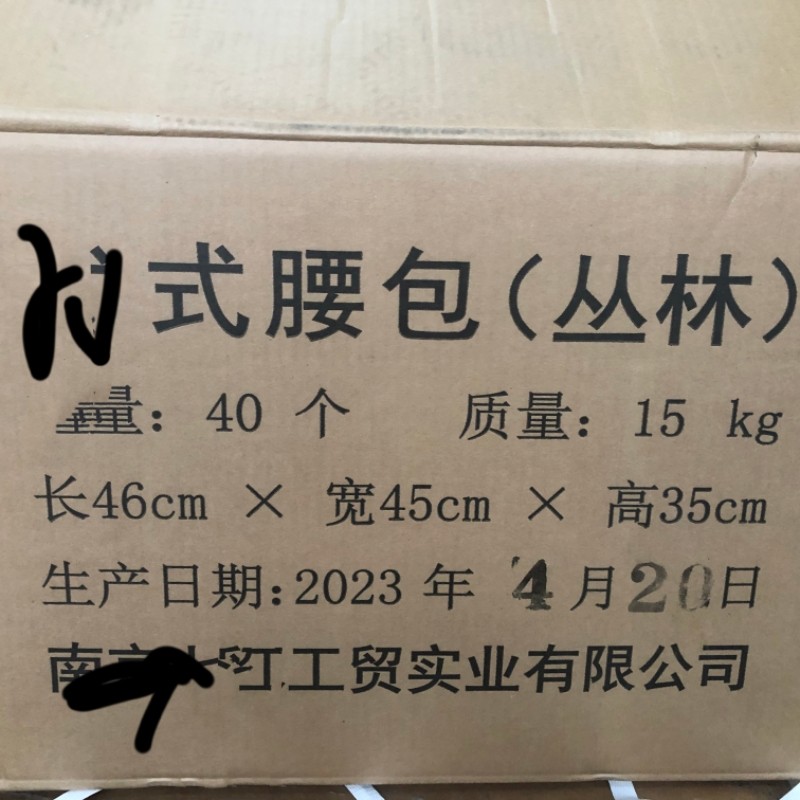 式腰包(丛林)
量: 40 个 质量: 15 kg
长46cm × 宽45cm × 高35cm
生产日期:2023 年 4 月 20 日
南 工贸实业有限公司